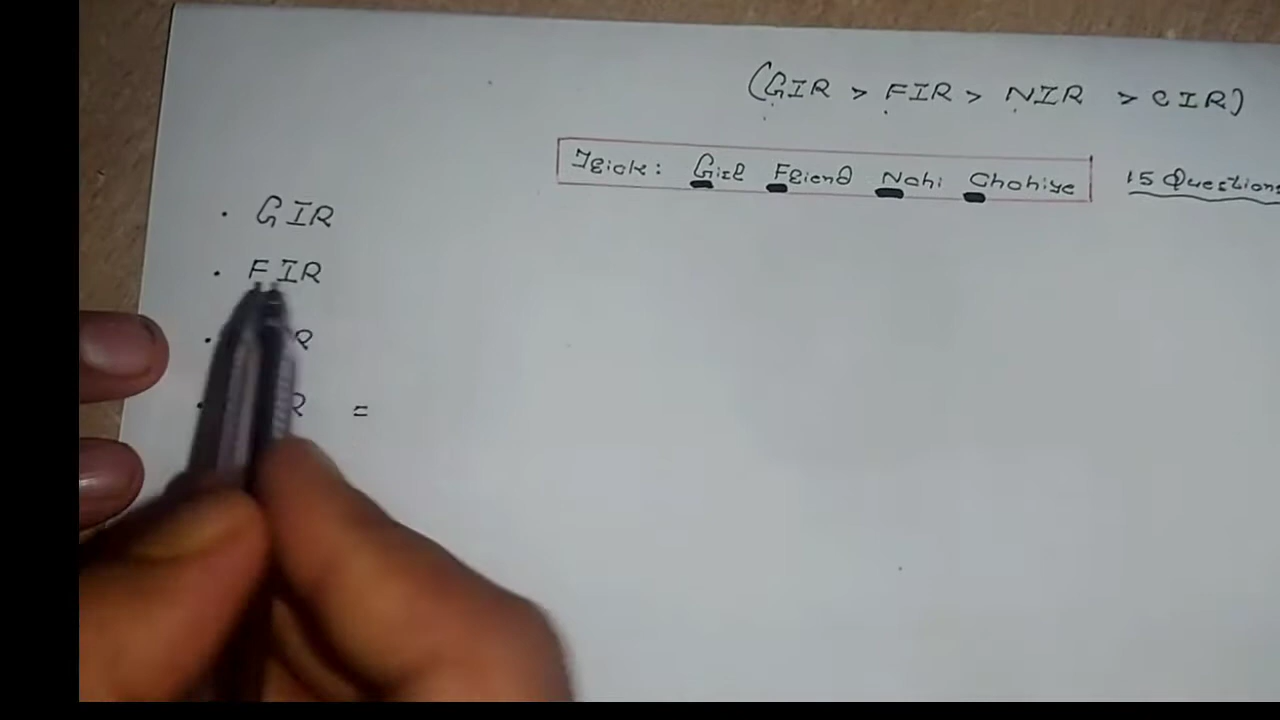 (GIR > FIR > NIR > CIR)
Trick: Girl Friend Nahi Chahiye
15 Questions
. GIR
. FIR
. R
. R =